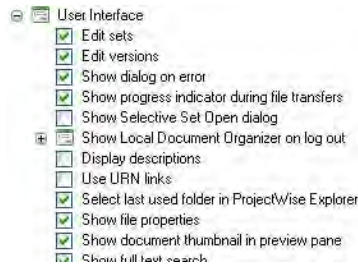 User Interface
Edit sets
Edit versions
Show dialog on error
Show progress indicator during file transfers
Show Selective Set Open dialog
Show Local Document Organizer on log out
Display descriptions
Use URN links
Select last used folder in ProjectWise Explorer
Show file properties
Show document thumbnail in preview pane
Show full text search